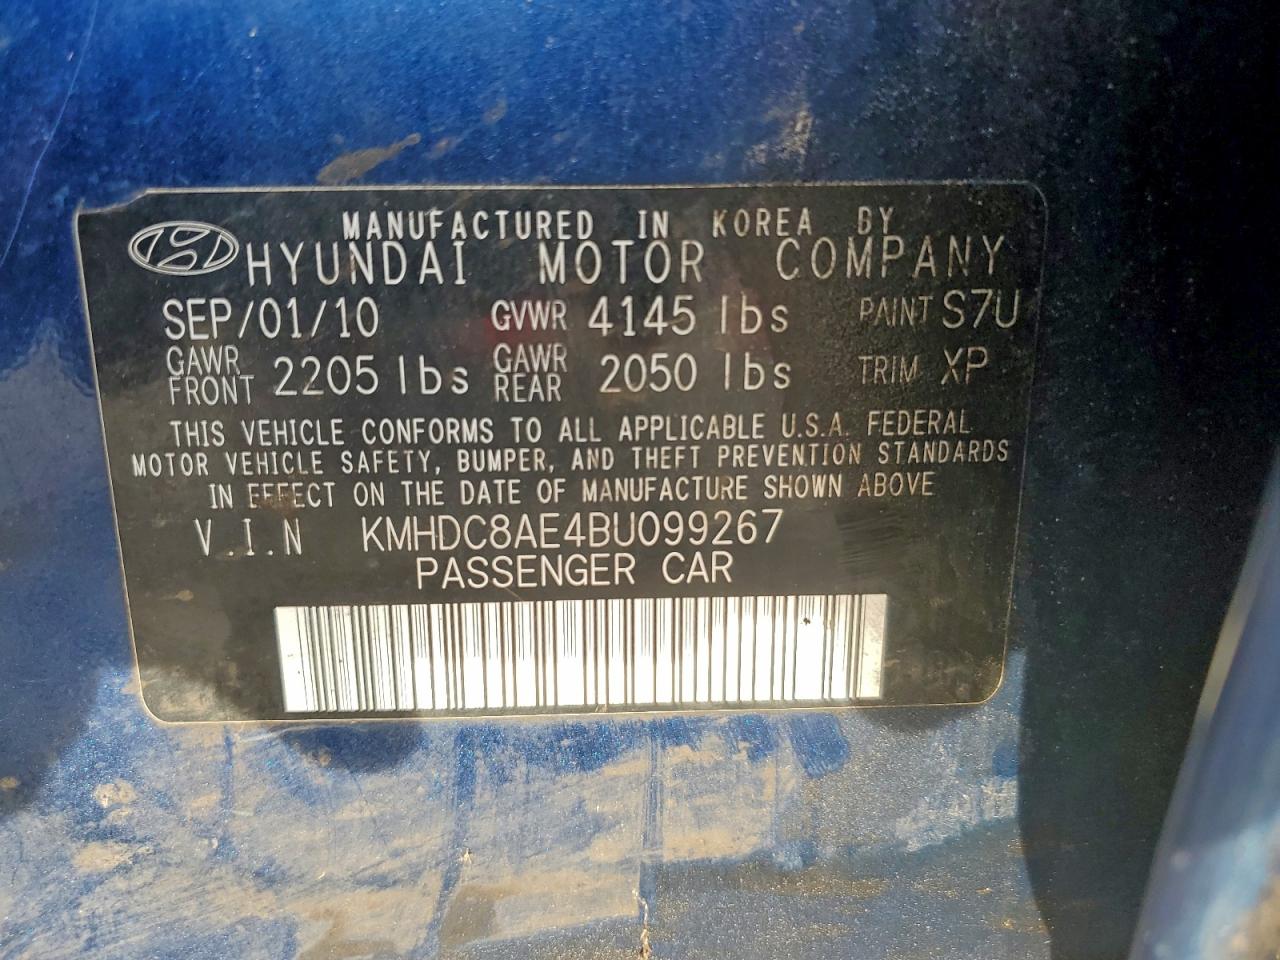 MANUFACTURED IN KOREA BY
HYUNDAI MOTOR COMPANY
SEP/01/10 GVWR 4145 lbs PAINT S7U
GAWR FRONT 2205 lbs GAWR REAR 2050 lbs TRIM XP
THIS VEHICLE CONFORMS TO ALL APPLICABLE U.S.A. FEDERAL
MOTOR VEHICLE SAFETY, BUMPER, AND THEFT PREVENTION STANDARDS
IN EFFECT ON THE DATE OF MANUFACTURE SHOWN ABOVE
V.I.N KMHDC8AE4BU099267
PASSENGER CAR